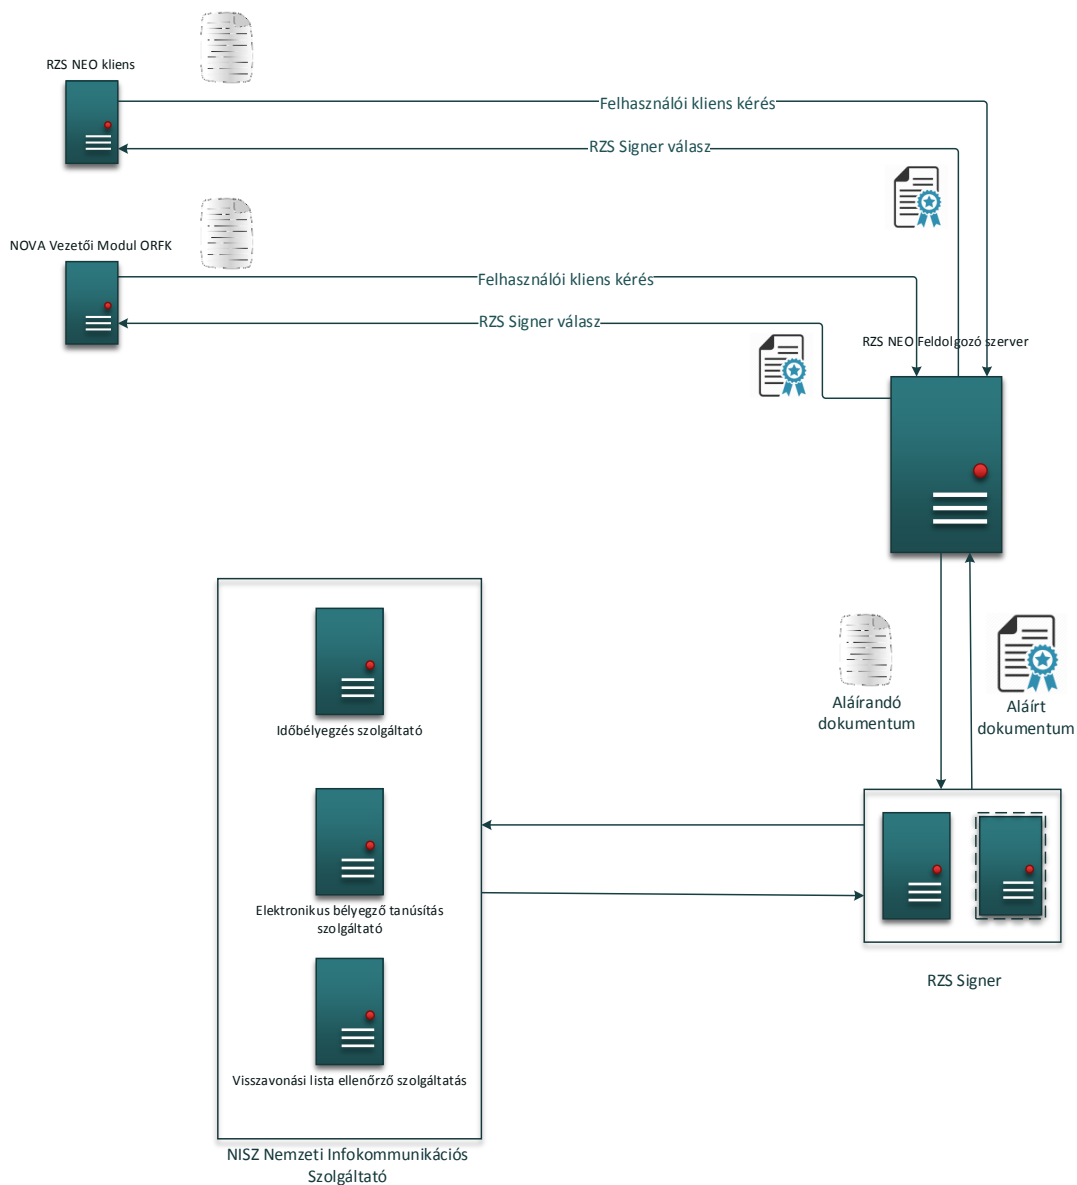 RZS NEO kliens
Felhasználói kliens kérés
RZS Signer válasz
NOVA Vezetői Modul ORFK
Felhasználói kliens kérés
RZS Signer válasz
RZS NEO Feldolgozó szerver
Aláírandó
dokumentum
Aláírt
dokumentum
Időbélyegzés szolgáltató
Elektronikus bélyegző tanúsítás
szolgáltató
RZS Signer
Visszavonási lista ellenőrző szolgáltatás
NISZ Nemzeti Infokommunikációs
Szolgáltató